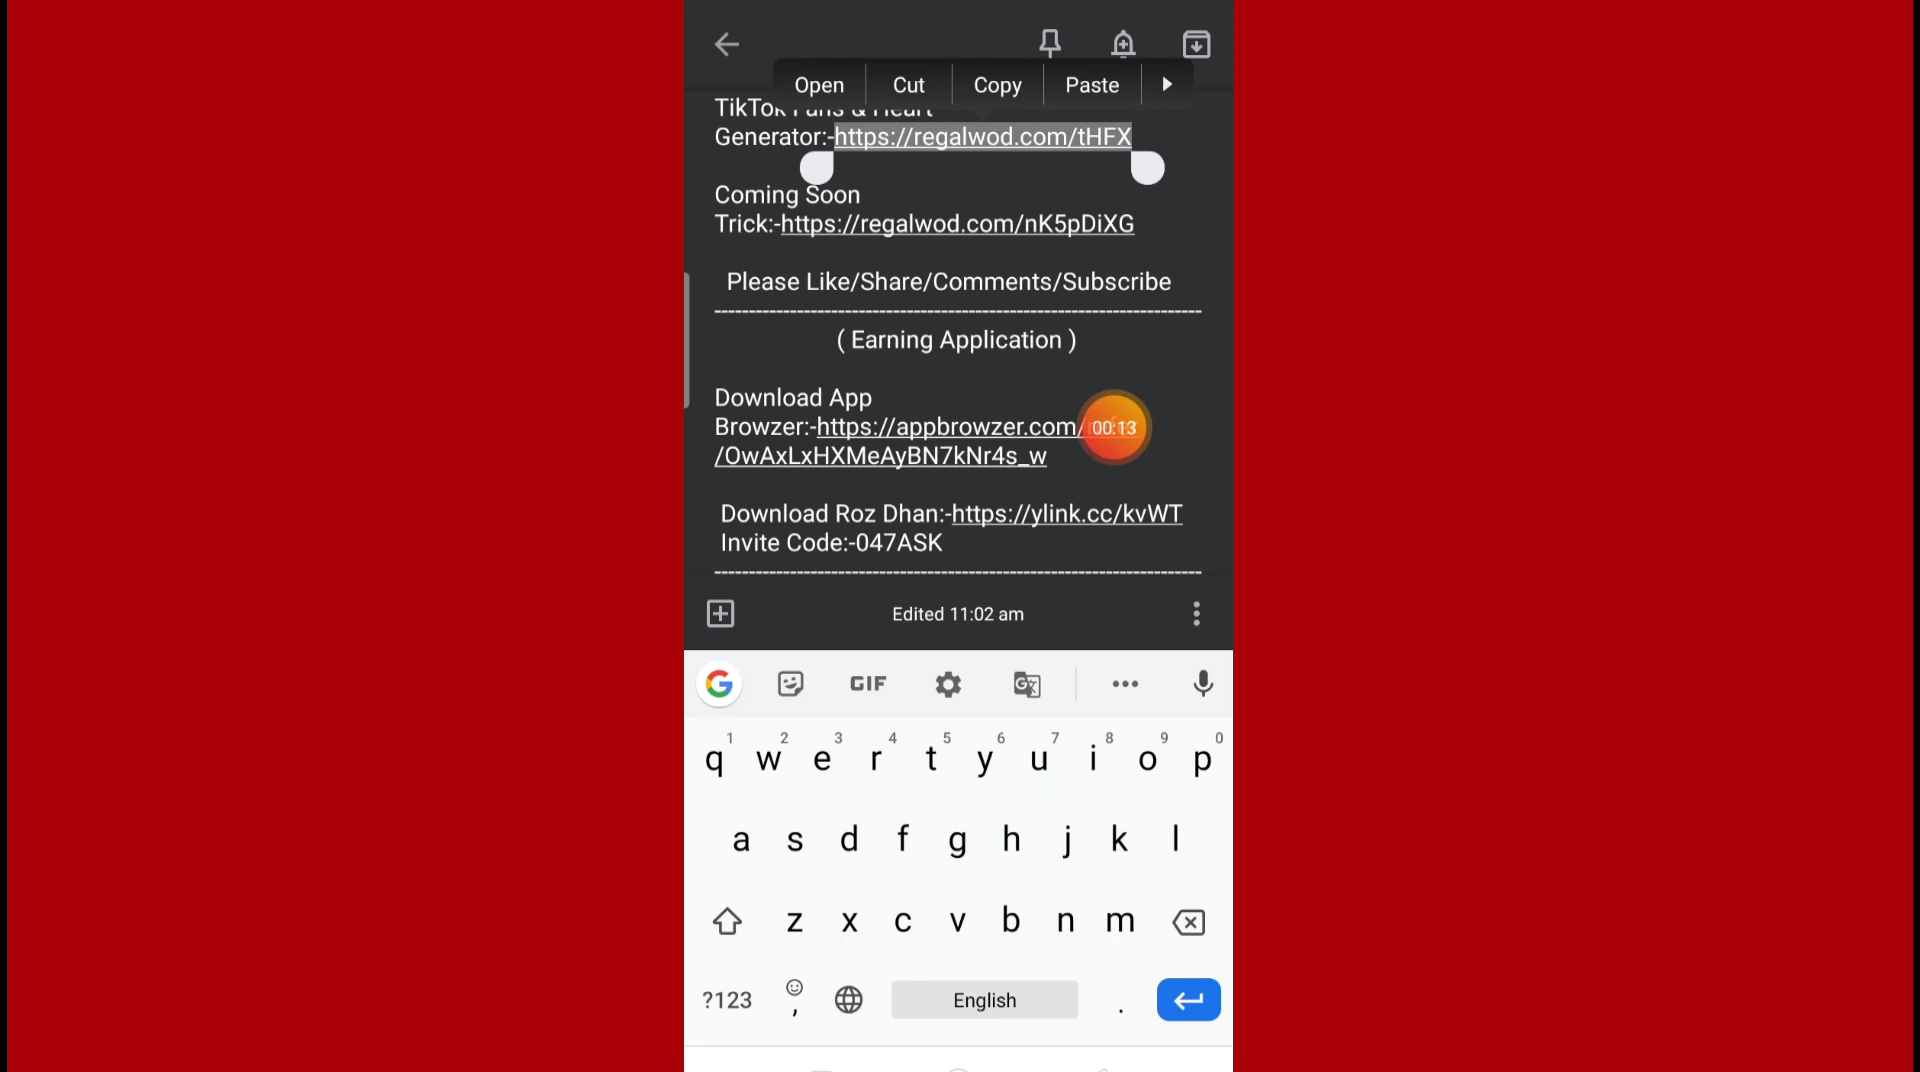 Open Cut Copy Paste
TikTok Fans & Heart
Generator:-https://regalwod.com/tHFX
Coming Soon
Trick:-https://regalwod.com/nK5pDiXG
Please Like/Share/Comments/Subscribe
( Earning Application )
Download App
Browzer:-https://appbrowzer.com/
00:13
/OwAxLxHXMeAyBN7kNr4s_w
Download Roz Dhan:-https://ylink.cc/kvWT
Invite Code:-047ASK
Edited 11:02 am
G GIF
1 2 3 4 5 6 7 8 9 0
q w e r t y u i o p
a s d f g h j k l
z x c v b n m
?123 , English .